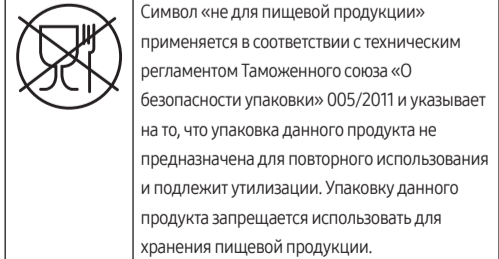 Символ «не для пищевой продукции»
применяется в соответствии с техническим
регламентом Таможенного союза «О
безопасности упаковки» 005/2011 и указывает
на то, что упаковка данного продукта не
предназначена для повторного использования
и подлежит утилизации. Упаковку данного
продукта запрещается использовать для
хранения пищевой продукции.